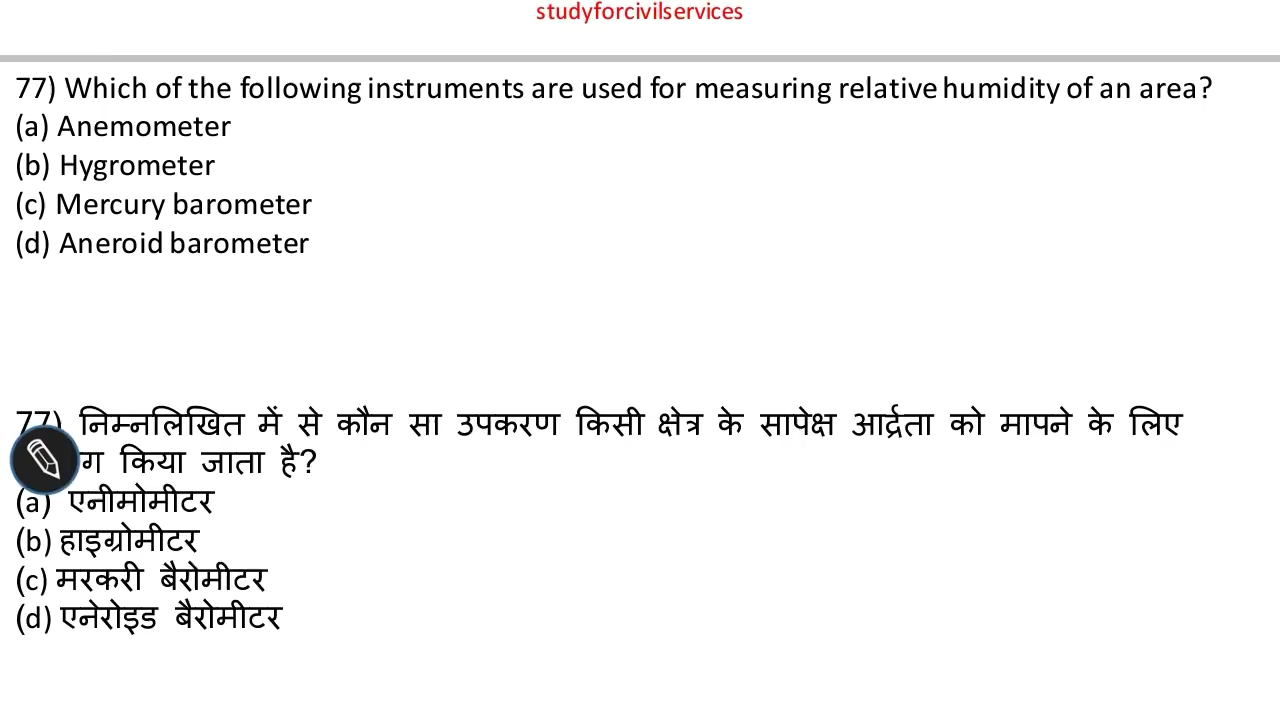 studyforcivilservices
77) Which of the following instruments are used for measuring relative humidity of an area?
(a) Anemometer
(b) Hygrometer
(c) Mercury barometer
(d) Aneroid barometer
77) निम्नलिखित में से कौन सा उपकरण किसी क्षेत्र के सापेक्ष आर्द्रता को मापने के लिए
किया जाता है?
(a) एनीमोमीटर
(b) हाइग्रोमीटर
(c) मरकरी बैरोमीटर
(d) एनेरोइड बैरोमीटर